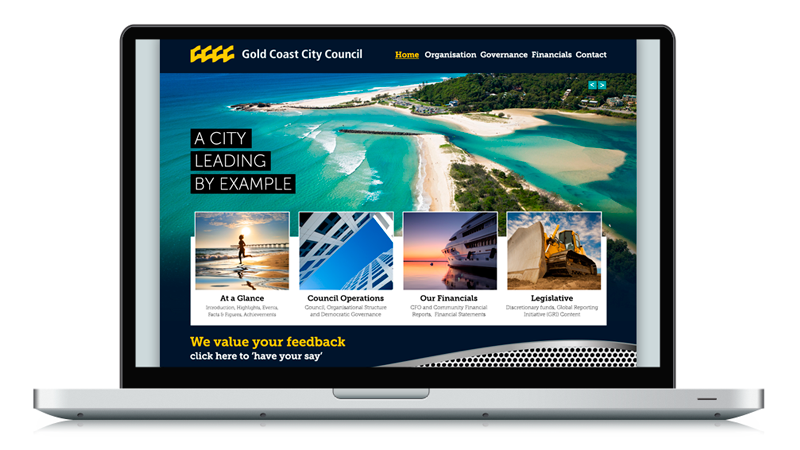 Gold Coast City Council
Home Organisation Governance Financials Contact
< >
A CITY
LEADING
BY EXAMPLE
At a Glance
Introduction, Highlights, Events,
Facts & Figures, Achievements
Council Operations
Council; Organisational Structure
and Democratic Governance
Our Financials
CFO and Community Financial
Reports, Financial Statements
Legislative
Discretionary funds, Global Reporting
Initiative (GRI) Content
We value your feedback
click here to 'have your say'